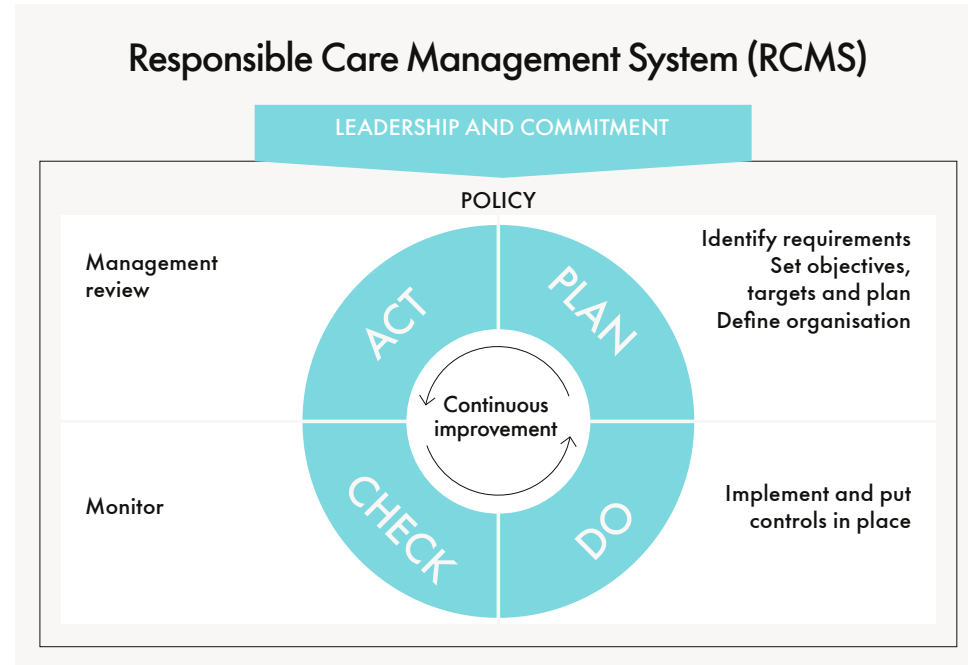 Responsible Care Management System (RCMS)
LEADERSHIP AND COMMITMENT
POLICY
Management
review
ACT
PLAN
Identify requirements
Set objectives,
targets and plan
Define organisation
Continuous
improvement
Monitor
CHECK
DO
Implement and put
controls in place